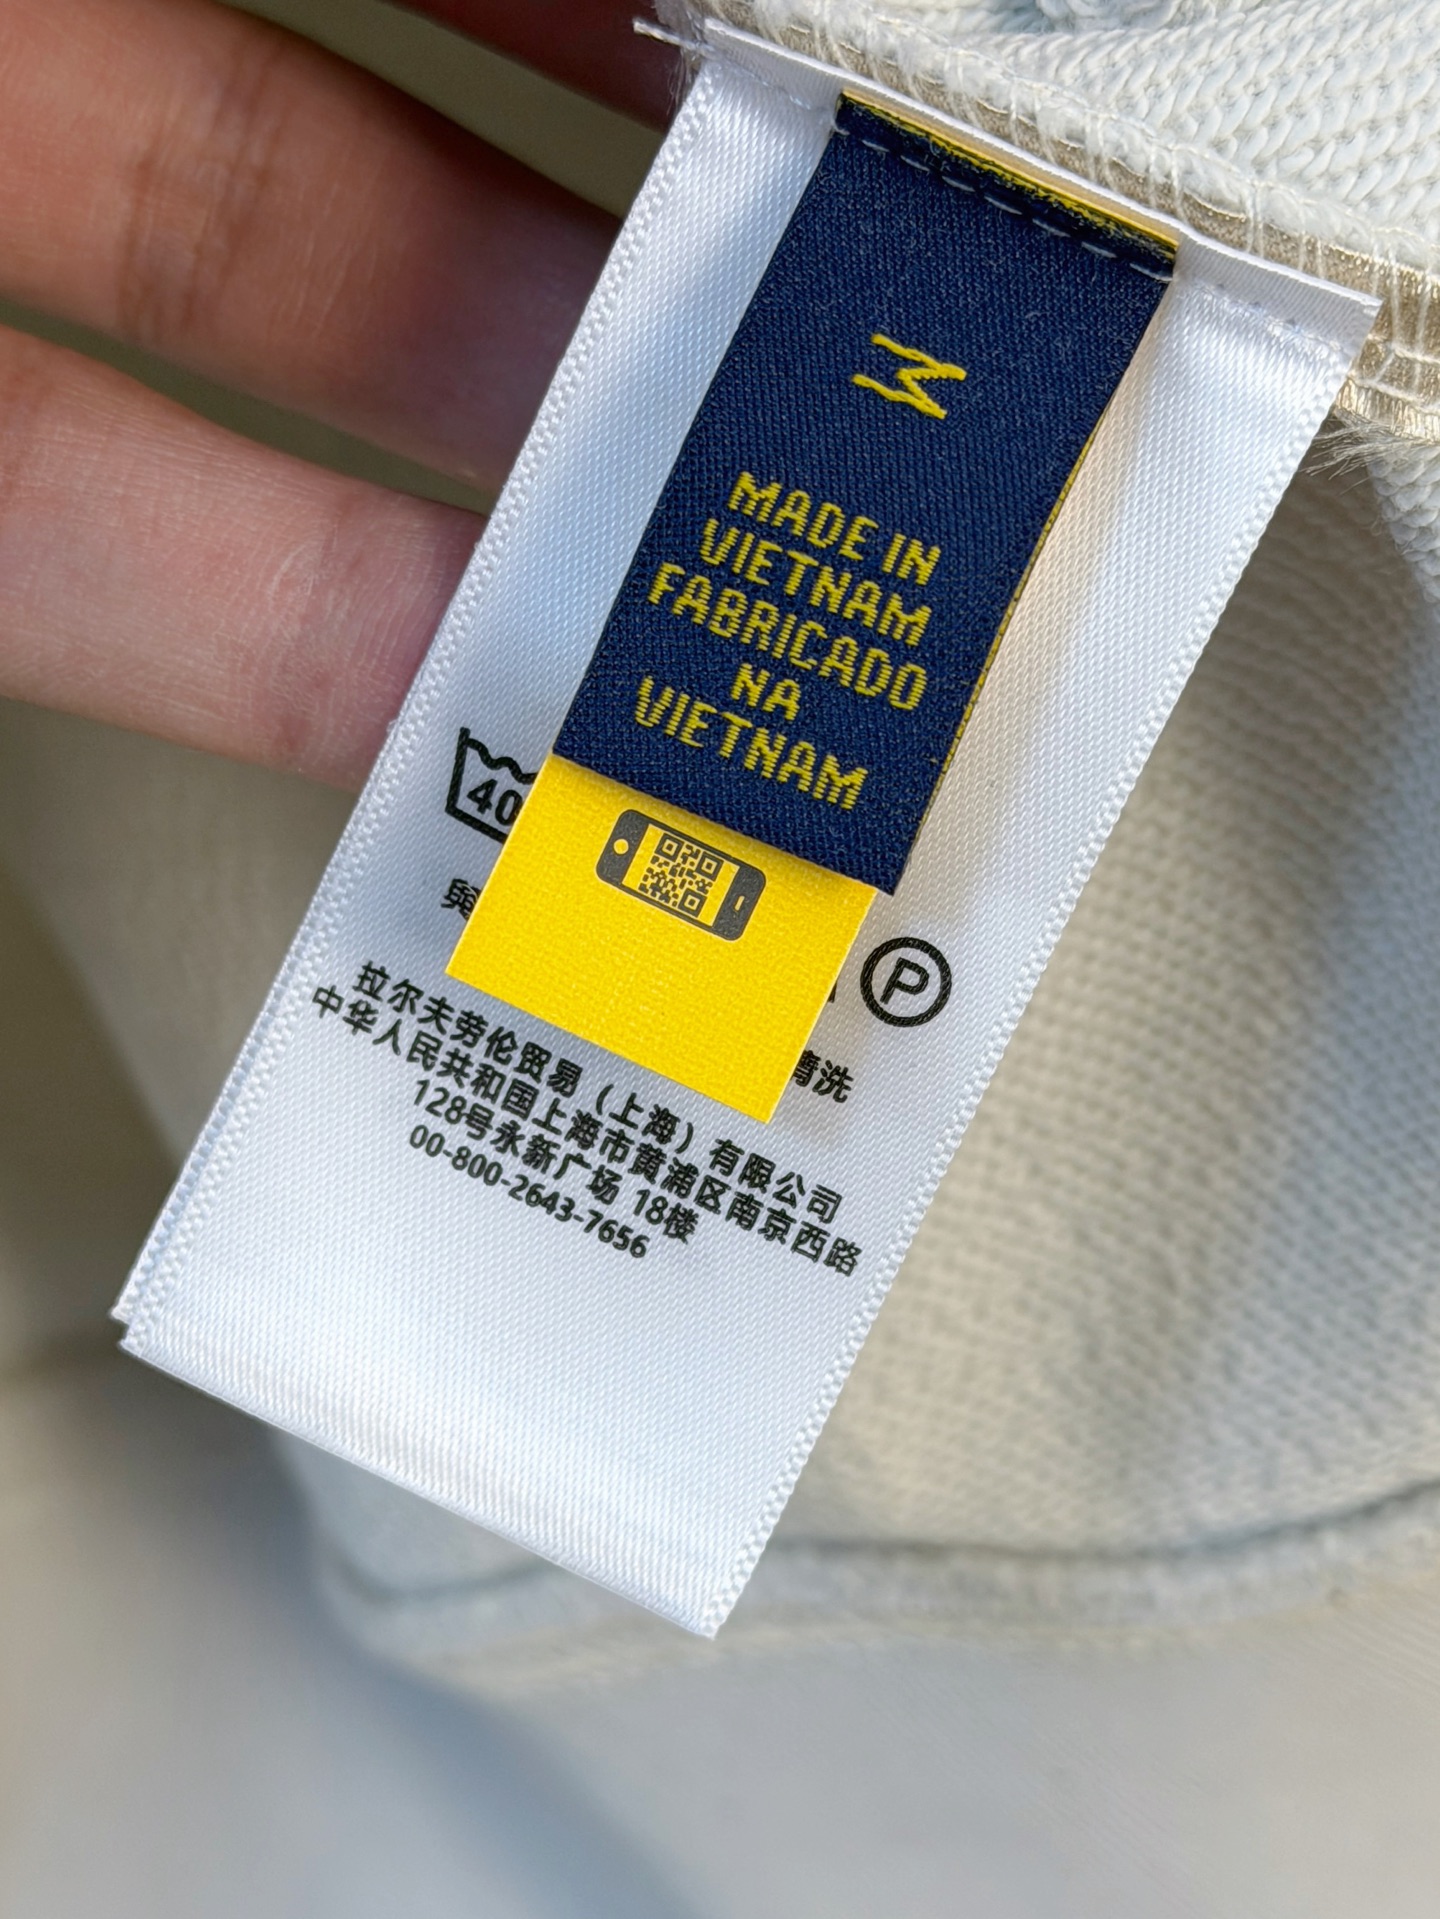 M
MADE IN
VIETNAM
FABRICADO
NA
VIETNAM
40
P
清洗
拉尔夫劳伦贸易（上海）有限公司
中华人民共和国上海市黄浦区南京西路
128号永新广场 18楼
00-800-2643-7656